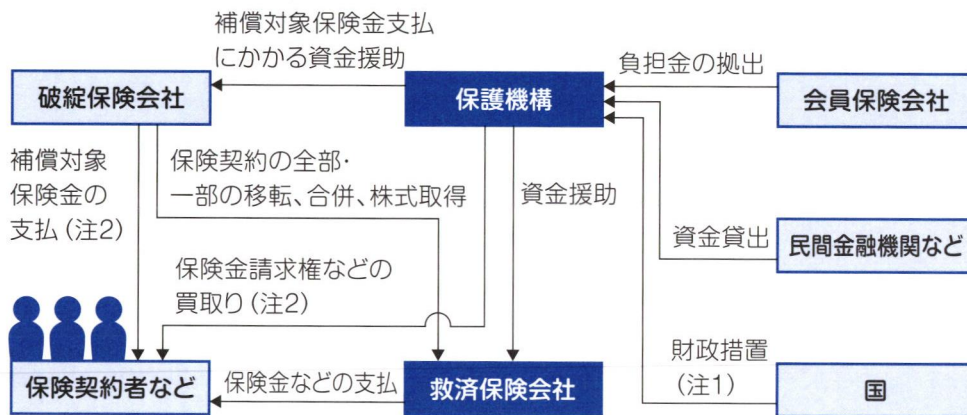 補償対象保険金支払
にかかる資金援助
負担金の拠出
破綻保険会社
保護機構
会員保険会社
補償対象
保険金の
支払(注2)
保険契約の全部・
一部の移転、合併、株式取得
資金援助
資金貸出
民間金融機関など
保険金請求権などの
買取り(注2)
財政措置
(注1)
保険契約者など
保険金などの支払
救済保険会社
国